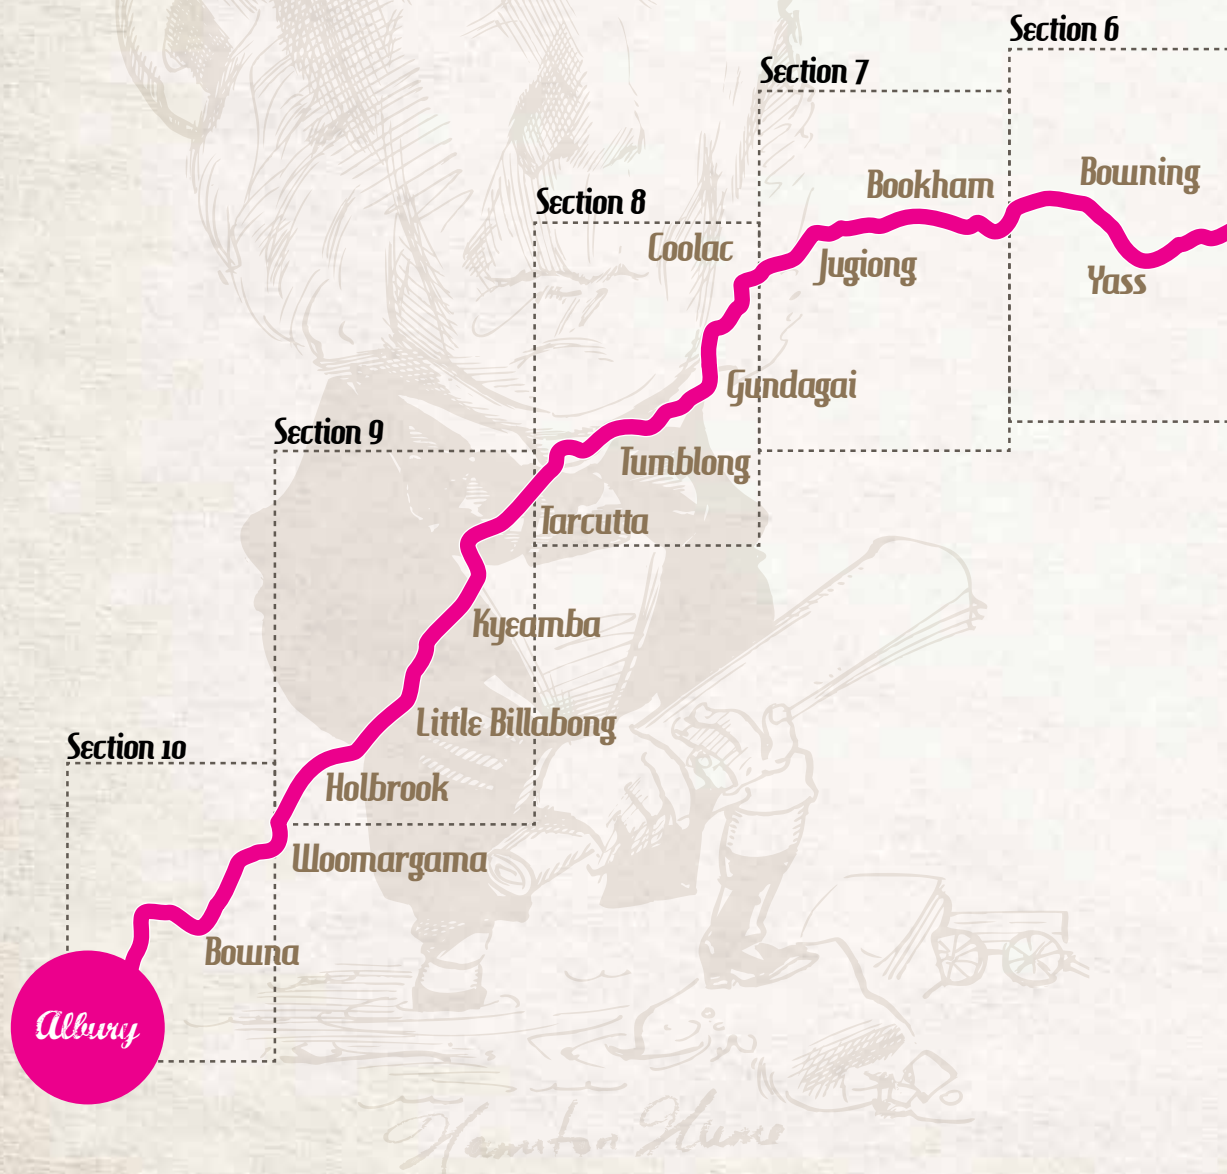 Section 6
Section 7
Bowning
Bookham
Section 8
Coolac
Jugiong
Yass
Gundagai
Section 9
Tumblong
Tarcutta
Kyeamba
Little Billabong
Section 10
Holbrook
Woomargama
Bowna
Albury
Hamilton Hume